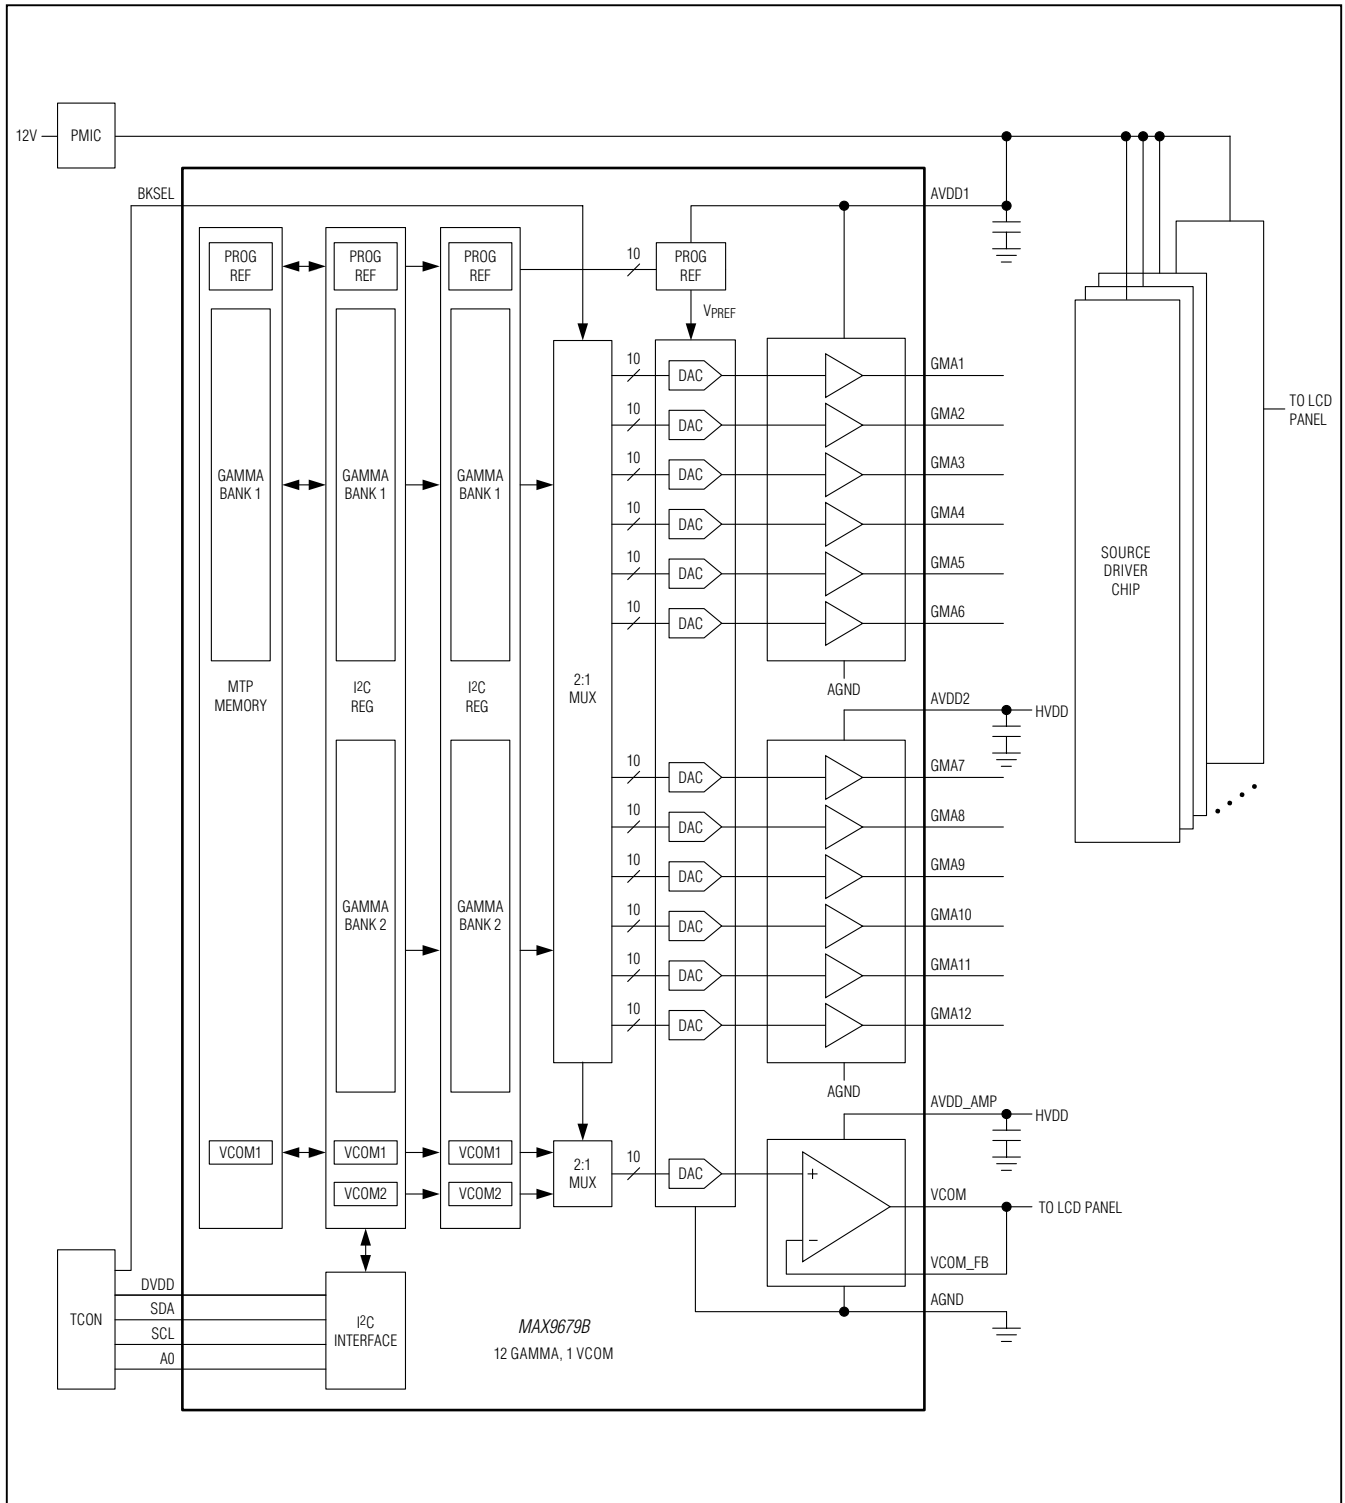 12V
PMIC
BKSEL
AVDD1
PROG
REF
PROG
REF
PROG
REF
10
PROG
REF
VPREF
GAMMA
BANK 1
GAMMA
BANK 1
GAMMA
BANK 1
MTP
MEMORY
I2C
REG
I2C
REG
GAMMA
BANK 2
GAMMA
BANK 2
VCOM1
VCOM1
VCOM2
VCOM1
VCOM2
2:1
MUX
2:1
MUX
10
DAC
GMA1
10
DAC
GMA2
10
DAC
GMA3
10
DAC
GMA4
10
DAC
GMA5
10
DAC
GMA6
AGND
AVDD2
HVDD
10
DAC
GMA7
10
DAC
GMA8
10
DAC
GMA9
10
DAC
GMA10
10
DAC
GMA11
10
DAC
GMA12
AGND
AVDD_AMP
HVDD
10
DAC
+
−
VCOM
TO LCD PANEL
VCOM_FB
AGND
SOURCE
DRIVER
CHIP
TO LCD
PANEL
TCON
DVDD
SDA
SCL
A0
I2C
INTERFACE
MAX9679B
12 GAMMA, 1 VCOM